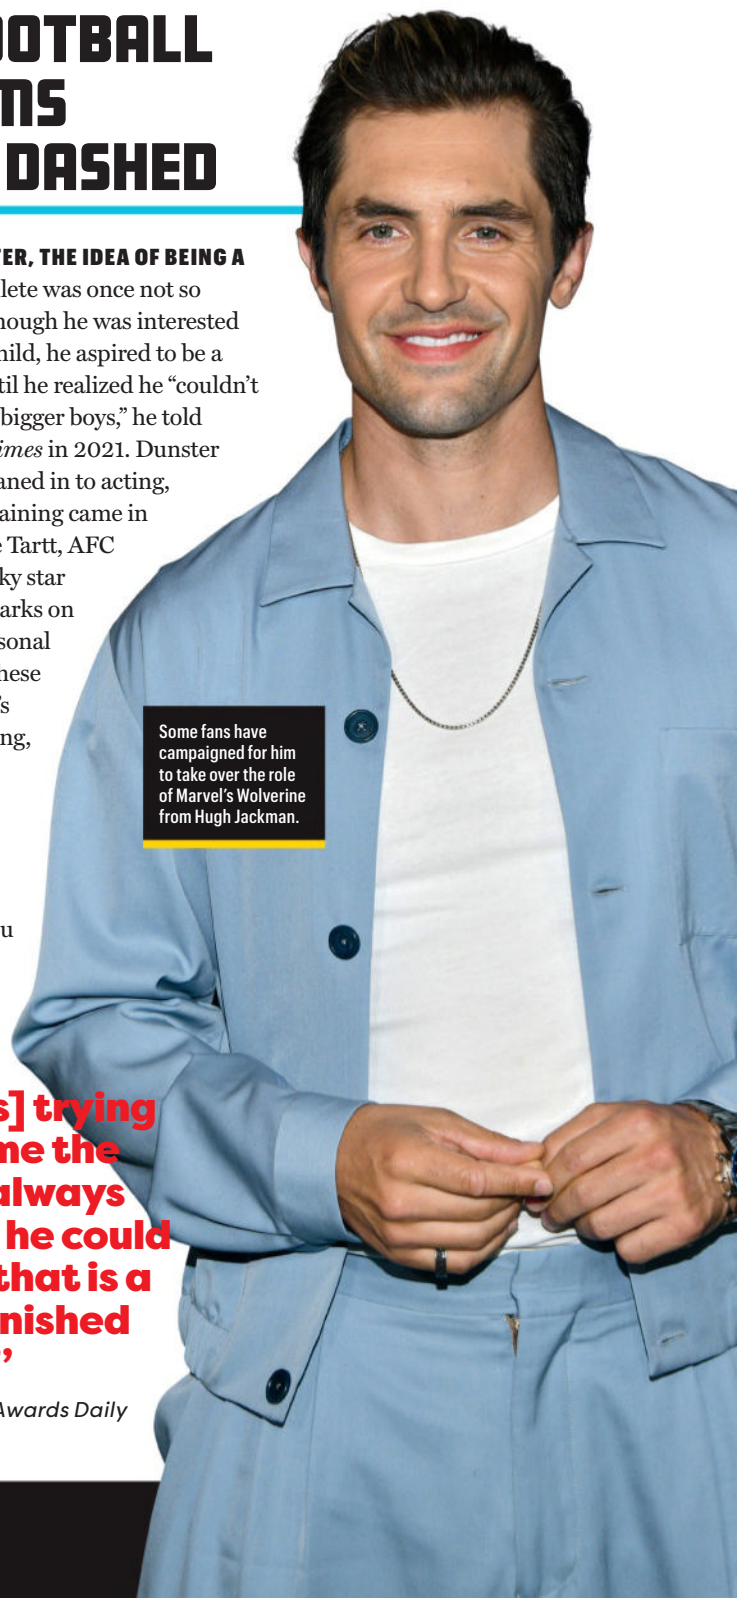 OOTBALL
MS
DASHED
TER, THE IDEA OF BEING A
lete was once not so
hough he was interested
hild, he aspired to be a
til he realized he “couldn’t
bigger boys,” he told
imes in 2021. Dunster
aned in to acting,
aining came in
e Tartt, AFC
ky star
arks on
sonal
hese
’s
ng,
Some fans have
campaigned for him
to take over the role
of Marvel’s Wolverine
from Hugh Jackman.
u
s] trying
me the
always
he could
that is a
nished
”
Awards Daily